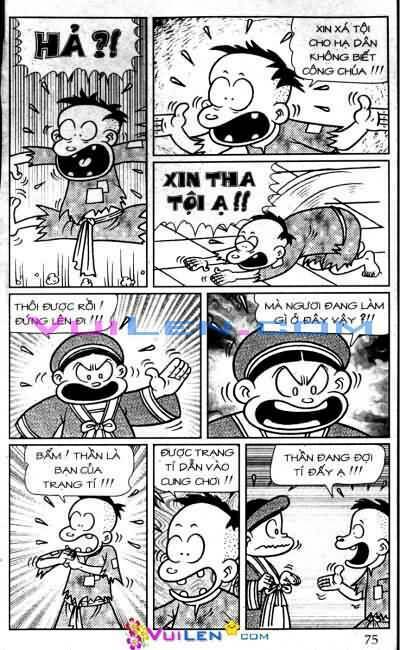 HẢ ?!
XIN XÁ TỘI
CHO HẠ DÂN
KHÔNG BIẾT
CÔNG CHÚA !!!
XIN THA
TỘI Ạ !!
THÔI ĐƯỢC RỒI !
ĐỨNG LÊN ĐI !!!
MÀ NGƯƠI ĐANG LÀM
GÌ Ở ĐÂY VẬY ?!!!
VUILEN.COM
BẨM ! THẦN LÀ
BẠN CỦA
TRẠNG TÍ !!!
ĐƯỢC TRẠNG
TÍ DẪN VÀO
CUNG CHƠI !!
THẦN ĐANG ĐỢI
TÍ ĐẤY Ạ !!!
75
VUILEN.COM